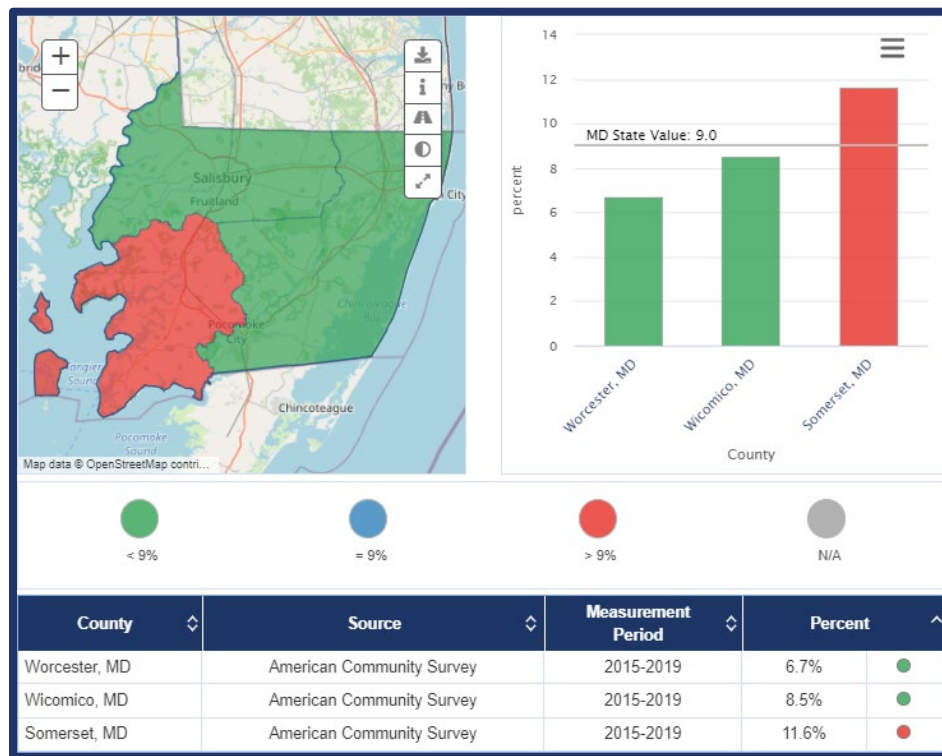 +
−
Salisbury
Fruitland
n City
Chincoteague
Pocomoke
City
Tangier
Sound
Chincoteague
Pocomoke
Sound
Map data © OpenStreetMap contri...
14
12
10
8
6
4
2
0
percent
MD State Value: 9.0
Worcester, MD
Wicomico, MD
Somerset, MD
County
< 9%
= 9%
> 9%
N/A
County Source Measurement Period Percent
Worcester, MD American Community Survey 2015-2019 6.7%
Wicomico, MD American Community Survey 2015-2019 8.5%
Somerset, MD American Community Survey 2015-2019 11.6%